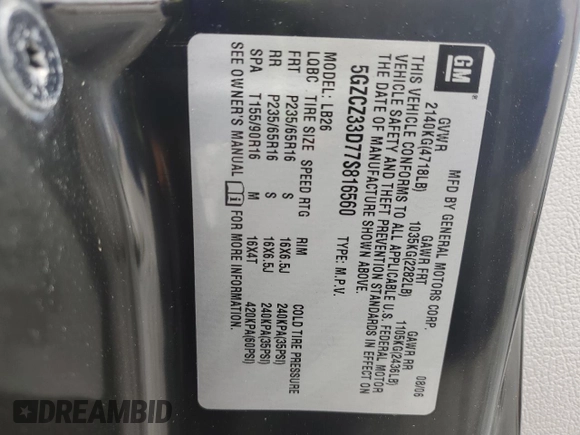 GM
MFD BY GENERAL MOTORS CORP. 08/06
GVWR GAWR FRT GAWR RR
2140KG(4718LB) 1035KG(2282LB) 1105KG(2436LB)
THIS VEHICLE CONFORMS TO ALL APPLICABLE U.S. FEDERAL MOTOR
VEHICLE SAFETY AND THEFT PREVENTION STANDARDS IN EFFECT ON
THE DATE OF MANUFACTURE SHOWN ABOVE.
5GZCZ33D77S816560 TYPE: M.P.V.
MODEL: LB26
LQBC TIRE SIZE SPEED RTG RIM COLD TIRE PRESSURE
FRT P235/65R16 S 16X6.5J 240KPA(35PSI)
RR P235/65R16 S 16X6.5J 240KPA(35PSI)
SPA T155/90R16 M 16X4T 420KPA(60PSI)
SEE OWNER'S MANUAL FOR MORE INFORMATION.
DREAMBID